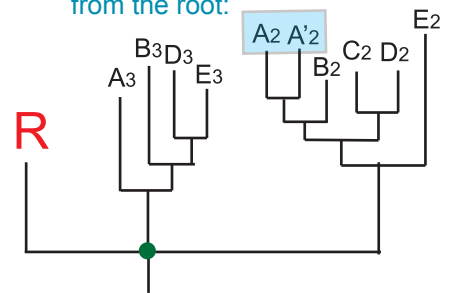 from the root:
A2 A'2
E2
B3
D3
C2 D2
B2
A3
E3
R